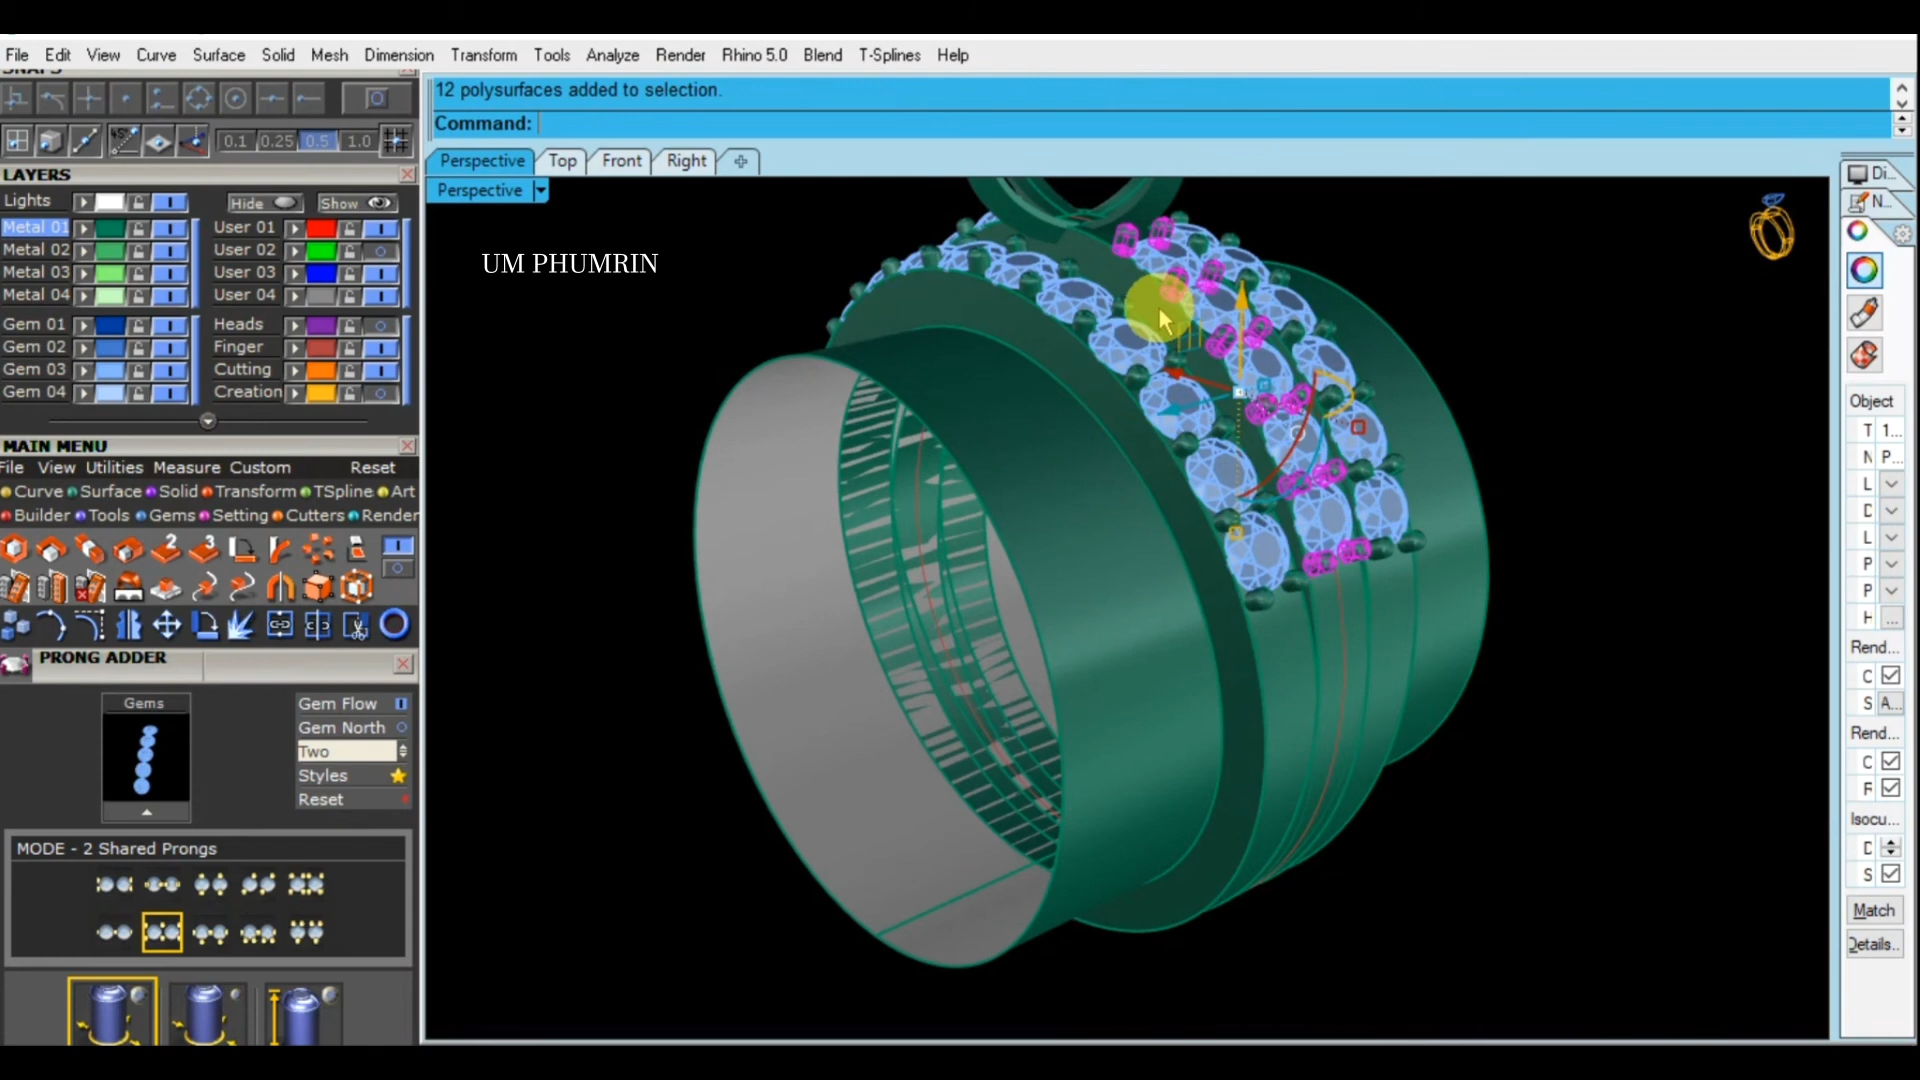 File Edit View Curve Surface Solid Mesh Dimension Transform Tools Analyze Render Rhino 5.0 Blend T-Splines Help
12 polysurfaces added to selection.
Command:
0.1 0.25 0.5 1.0
Perspective Top Front Right
Perspective
UM PHUMRIN
LAYERS
Lights Hide Show
Metal 01 User 01
Metal 02 User 02
Metal 03 User 03
Metal 04 User 04
Gem 01 Heads
Gem 02 Finger
Gem 03 Cutting
Gem 04 Creation
MAIN MENU
File View Utilities Measure Custom Reset
Curve Surface Solid Transform TSpline Art
Builder Tools Gems Setting Cutters Render
PRONG ADDER
Gems
Gem Flow
Gem North
Two
Styles
Reset
MODE - 2 Shared Prongs
Di...
N...
Object
T 1...
N P...
L
D
L
P
P
H ...
Rend...
C
S A...
Rend...
C
F
Isocu...
D
S
Match
Details...